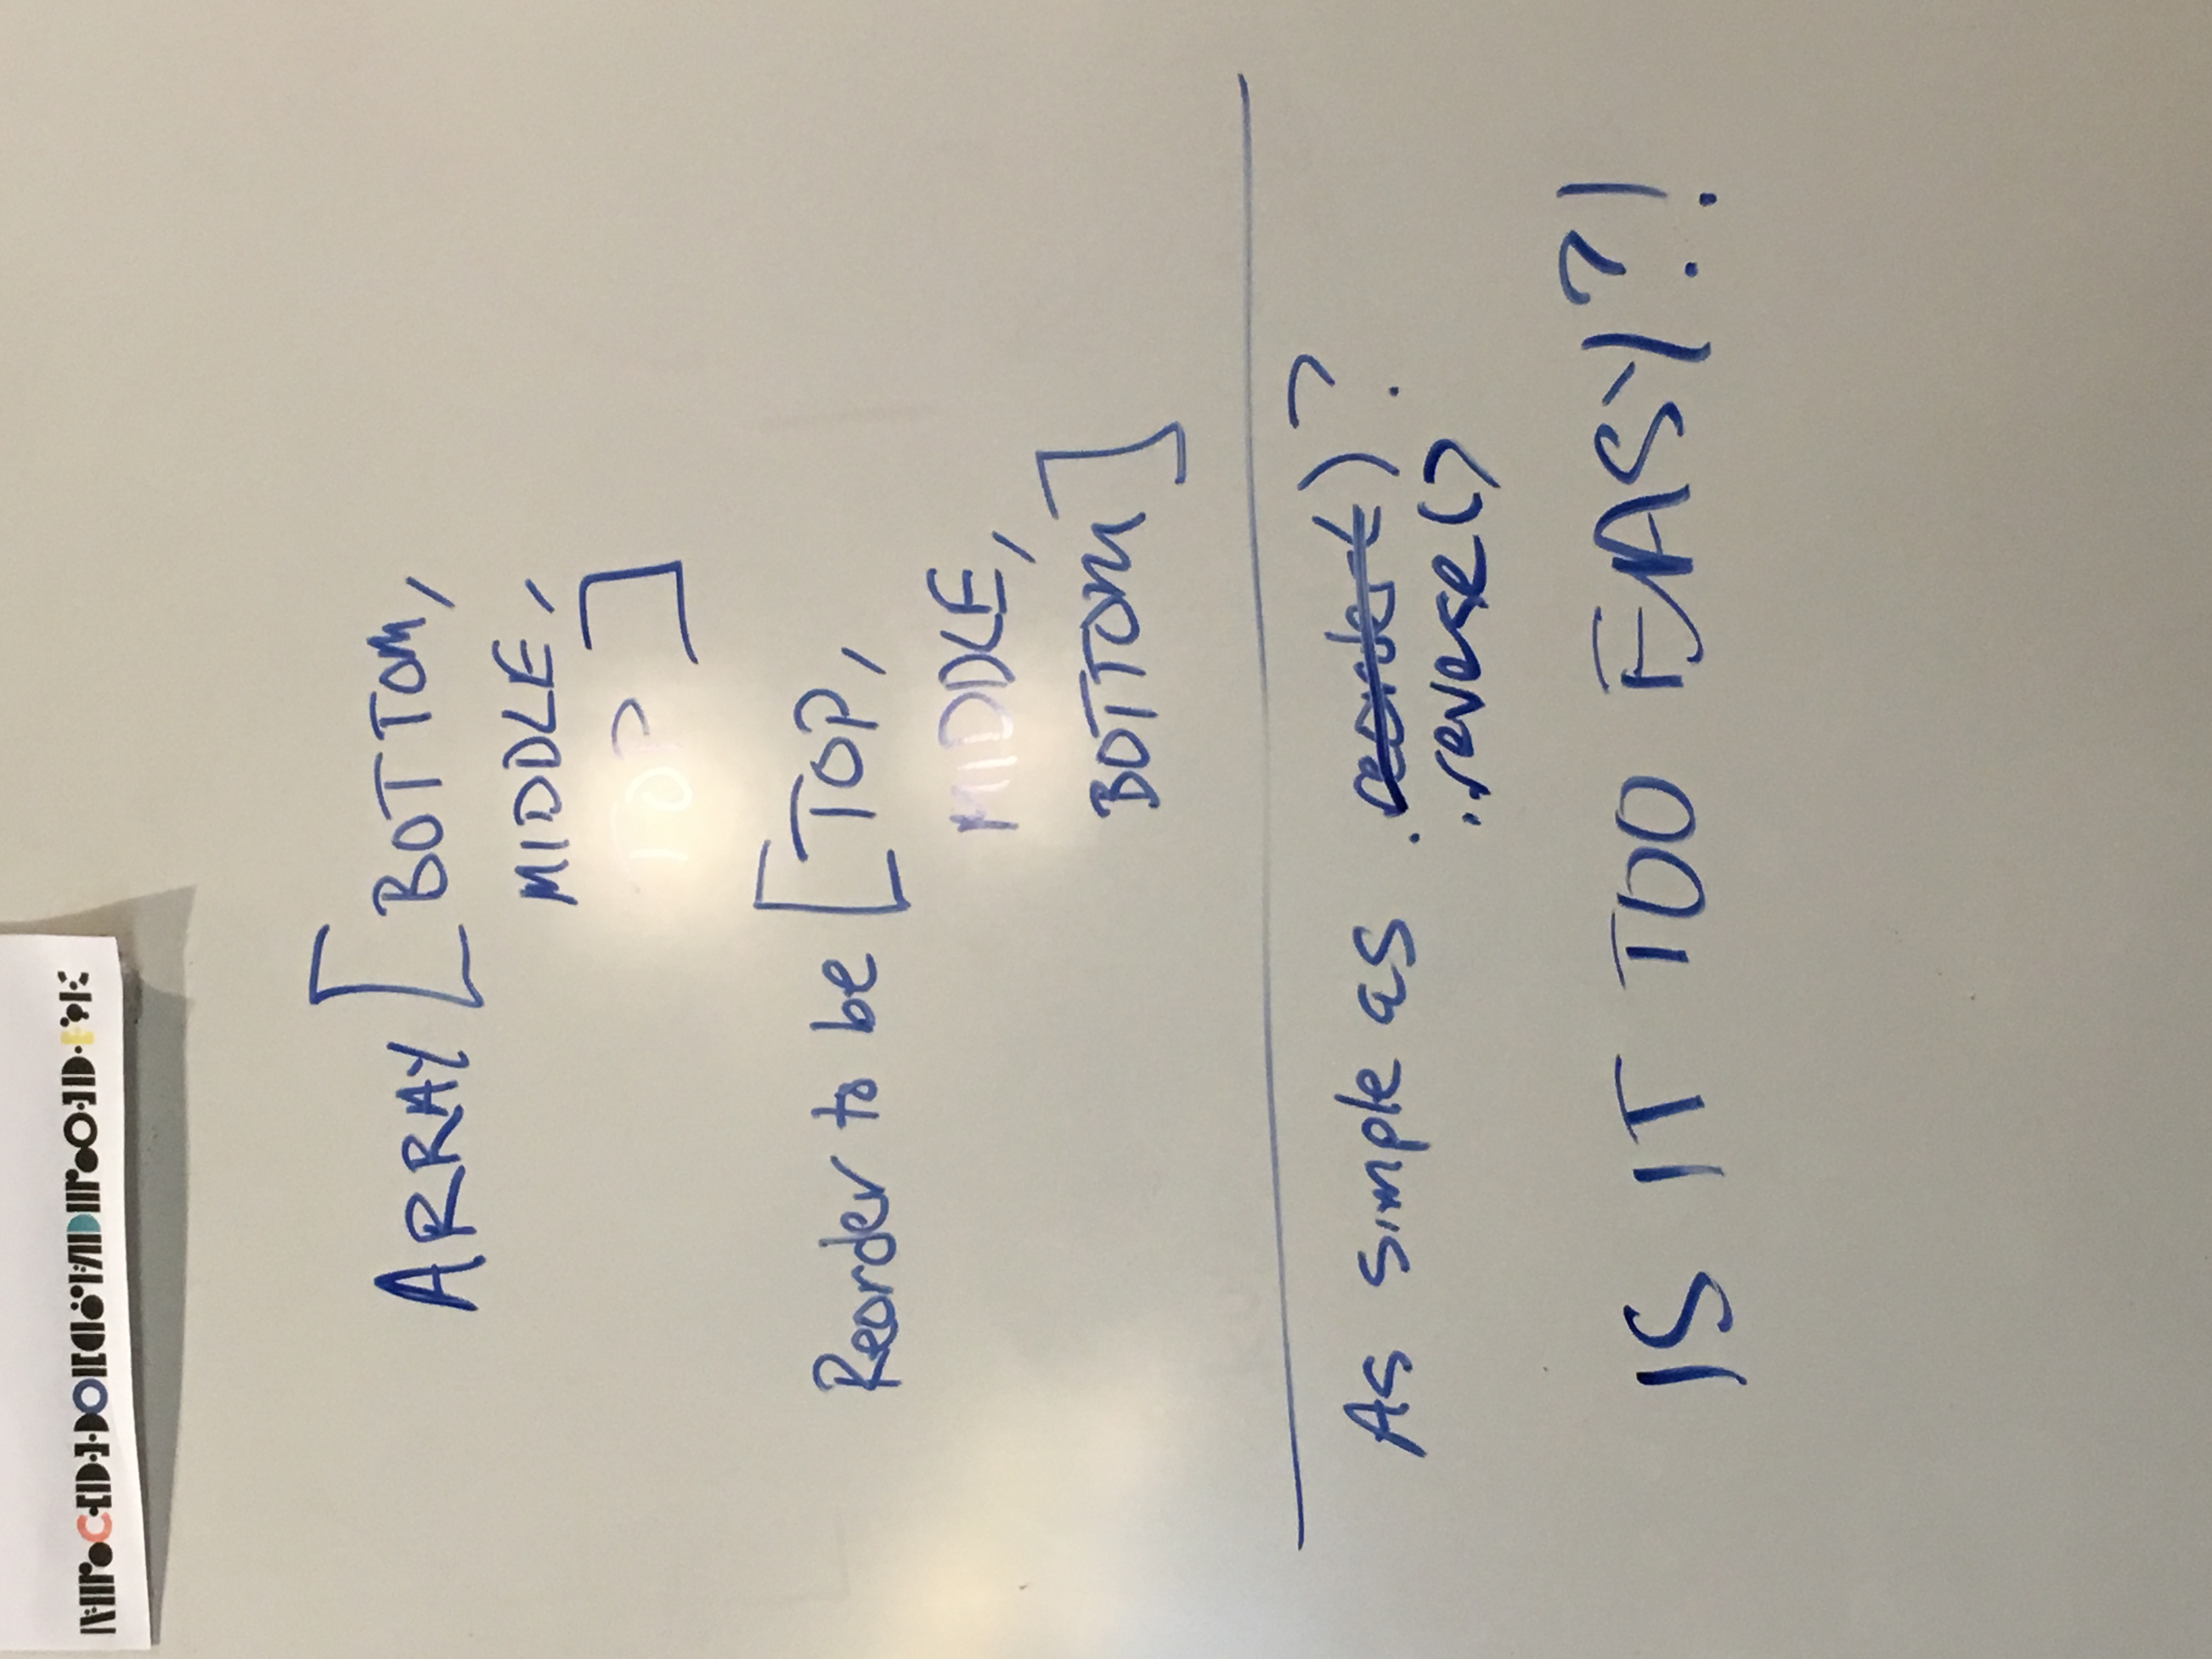 ARRAY [BOTTOM,
MIDDLE,
TOP]
Reorder to be [TOP,
MIDDLE,
BOTTOM]
As simple as .reorder()?
.reverse()
IS IT TOO EASY?!